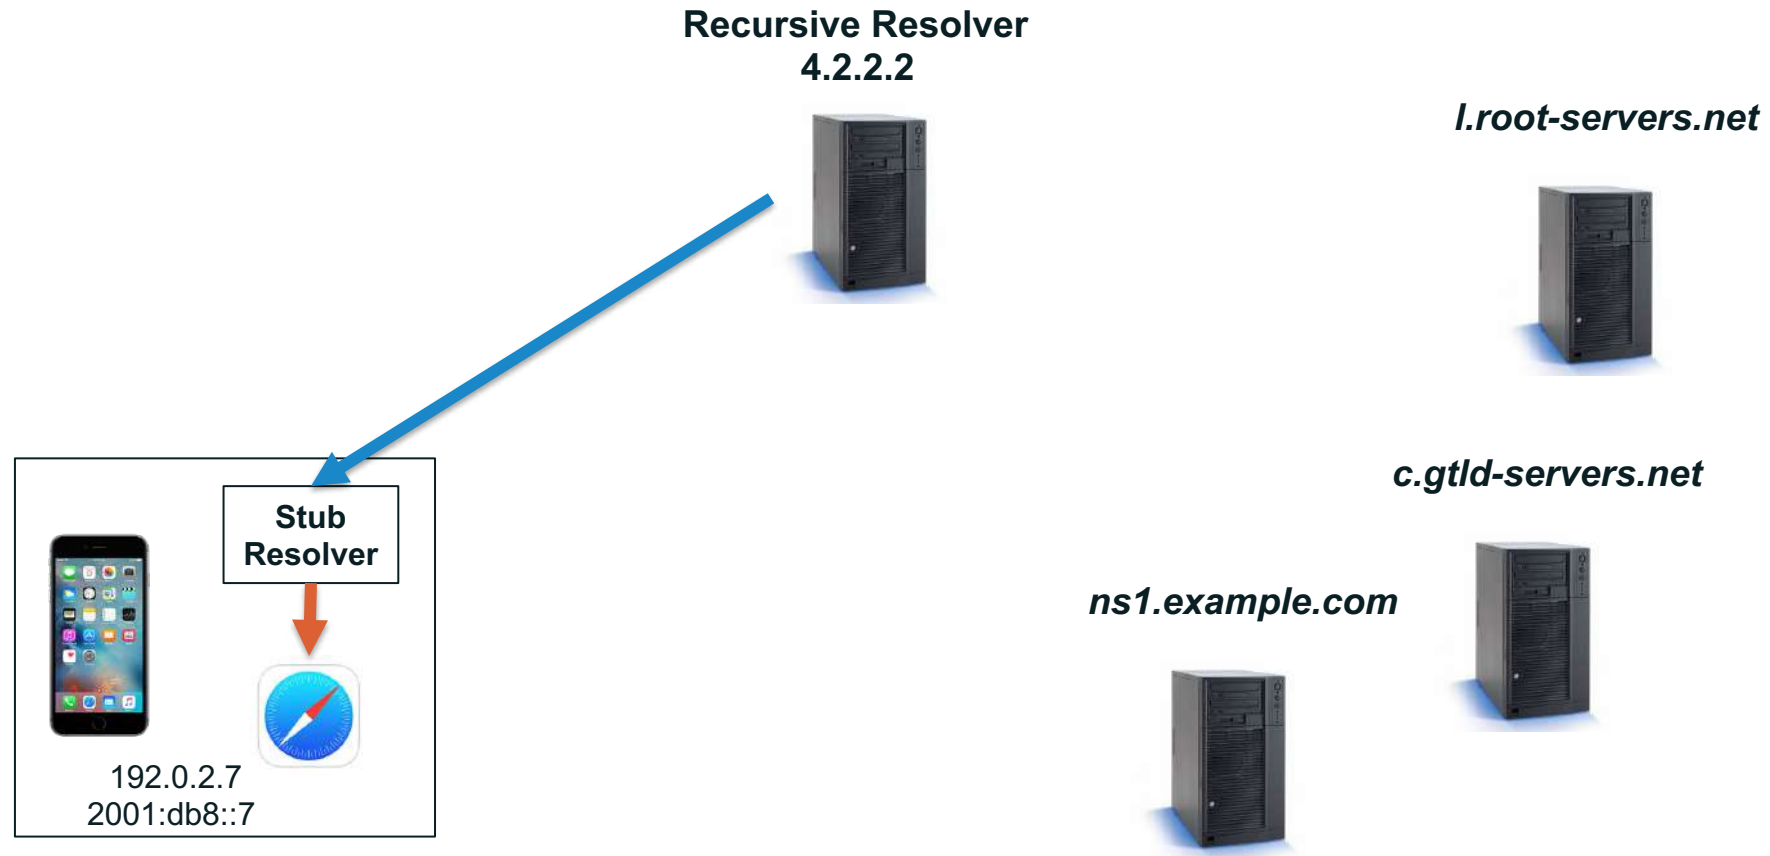 Recursive Resolver
4.2.2.2
l.root-servers.net
c.gtld-servers.net
Stub
Resolver
ns1.example.com
192.0.2.7
2001:db8::7